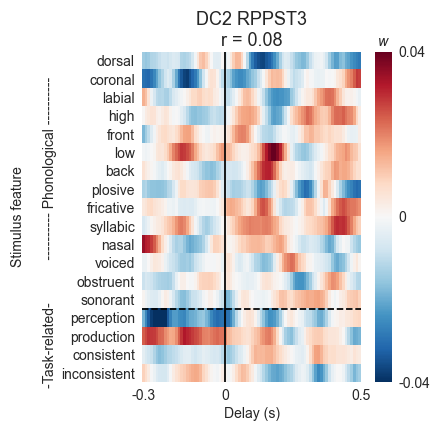 DC2 RPPST3
r = 0.08
w
dorsal
coronal
labial
high
front
low
back
plosive
fricative
syllabic
nasal
voiced
obstruent
sonorant
perception
production
consistent
inconsistent
Stimulus feature
---------- Phonological ----------
-Task-related-
0.04
0
-0.04
-0.3 0 0.5
Delay (s)